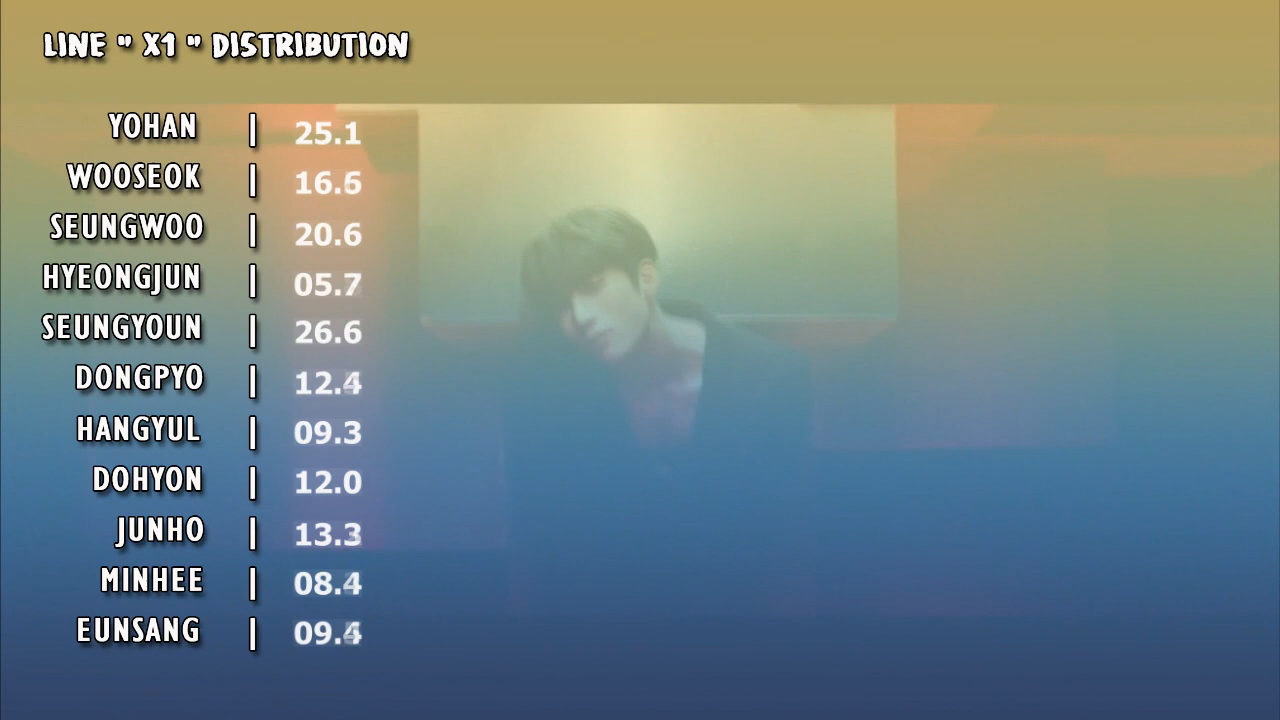 LINE " X1 " DISTRIBUTION
YOHAN | 25.1
WOOSEOK | 16.6
SEUNGWOO | 20.6
HYEONGJUN | 05.7
SEUNGYOUN | 26.6
DONGPYO | 12.4
HANGYUL | 09.3
DOHYON | 12.0
JUNHO | 13.3
MINHEE | 08.4
EUNSANG | 09.4